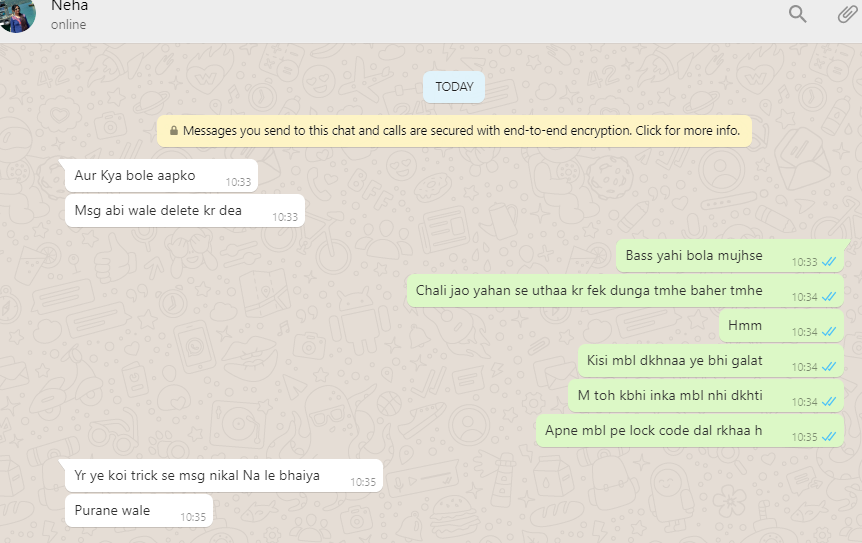 Neha
online
TODAY
Messages you send to this chat and calls are secured with end-to-end encryption. Click for more info.
Aur Kya bole aapko 10:33
Msg abi wale delete kr dea 10:33
Bass yahi bola mujhse 10:33
Chali jao yahan se uthaa kr fek dunga tmhe baher tmhe 10:34
Hmm 10:34
Kisi mbl dkhnaa ye bhi galat 10:34
M toh kbhi inka mbl nhi dkhti 10:34
Apne mbl pe lock code dal rkhaa h 10:35
Yr ye koi trick se msg nikal Na le bhaiya 10:35
Purane wale 10:35